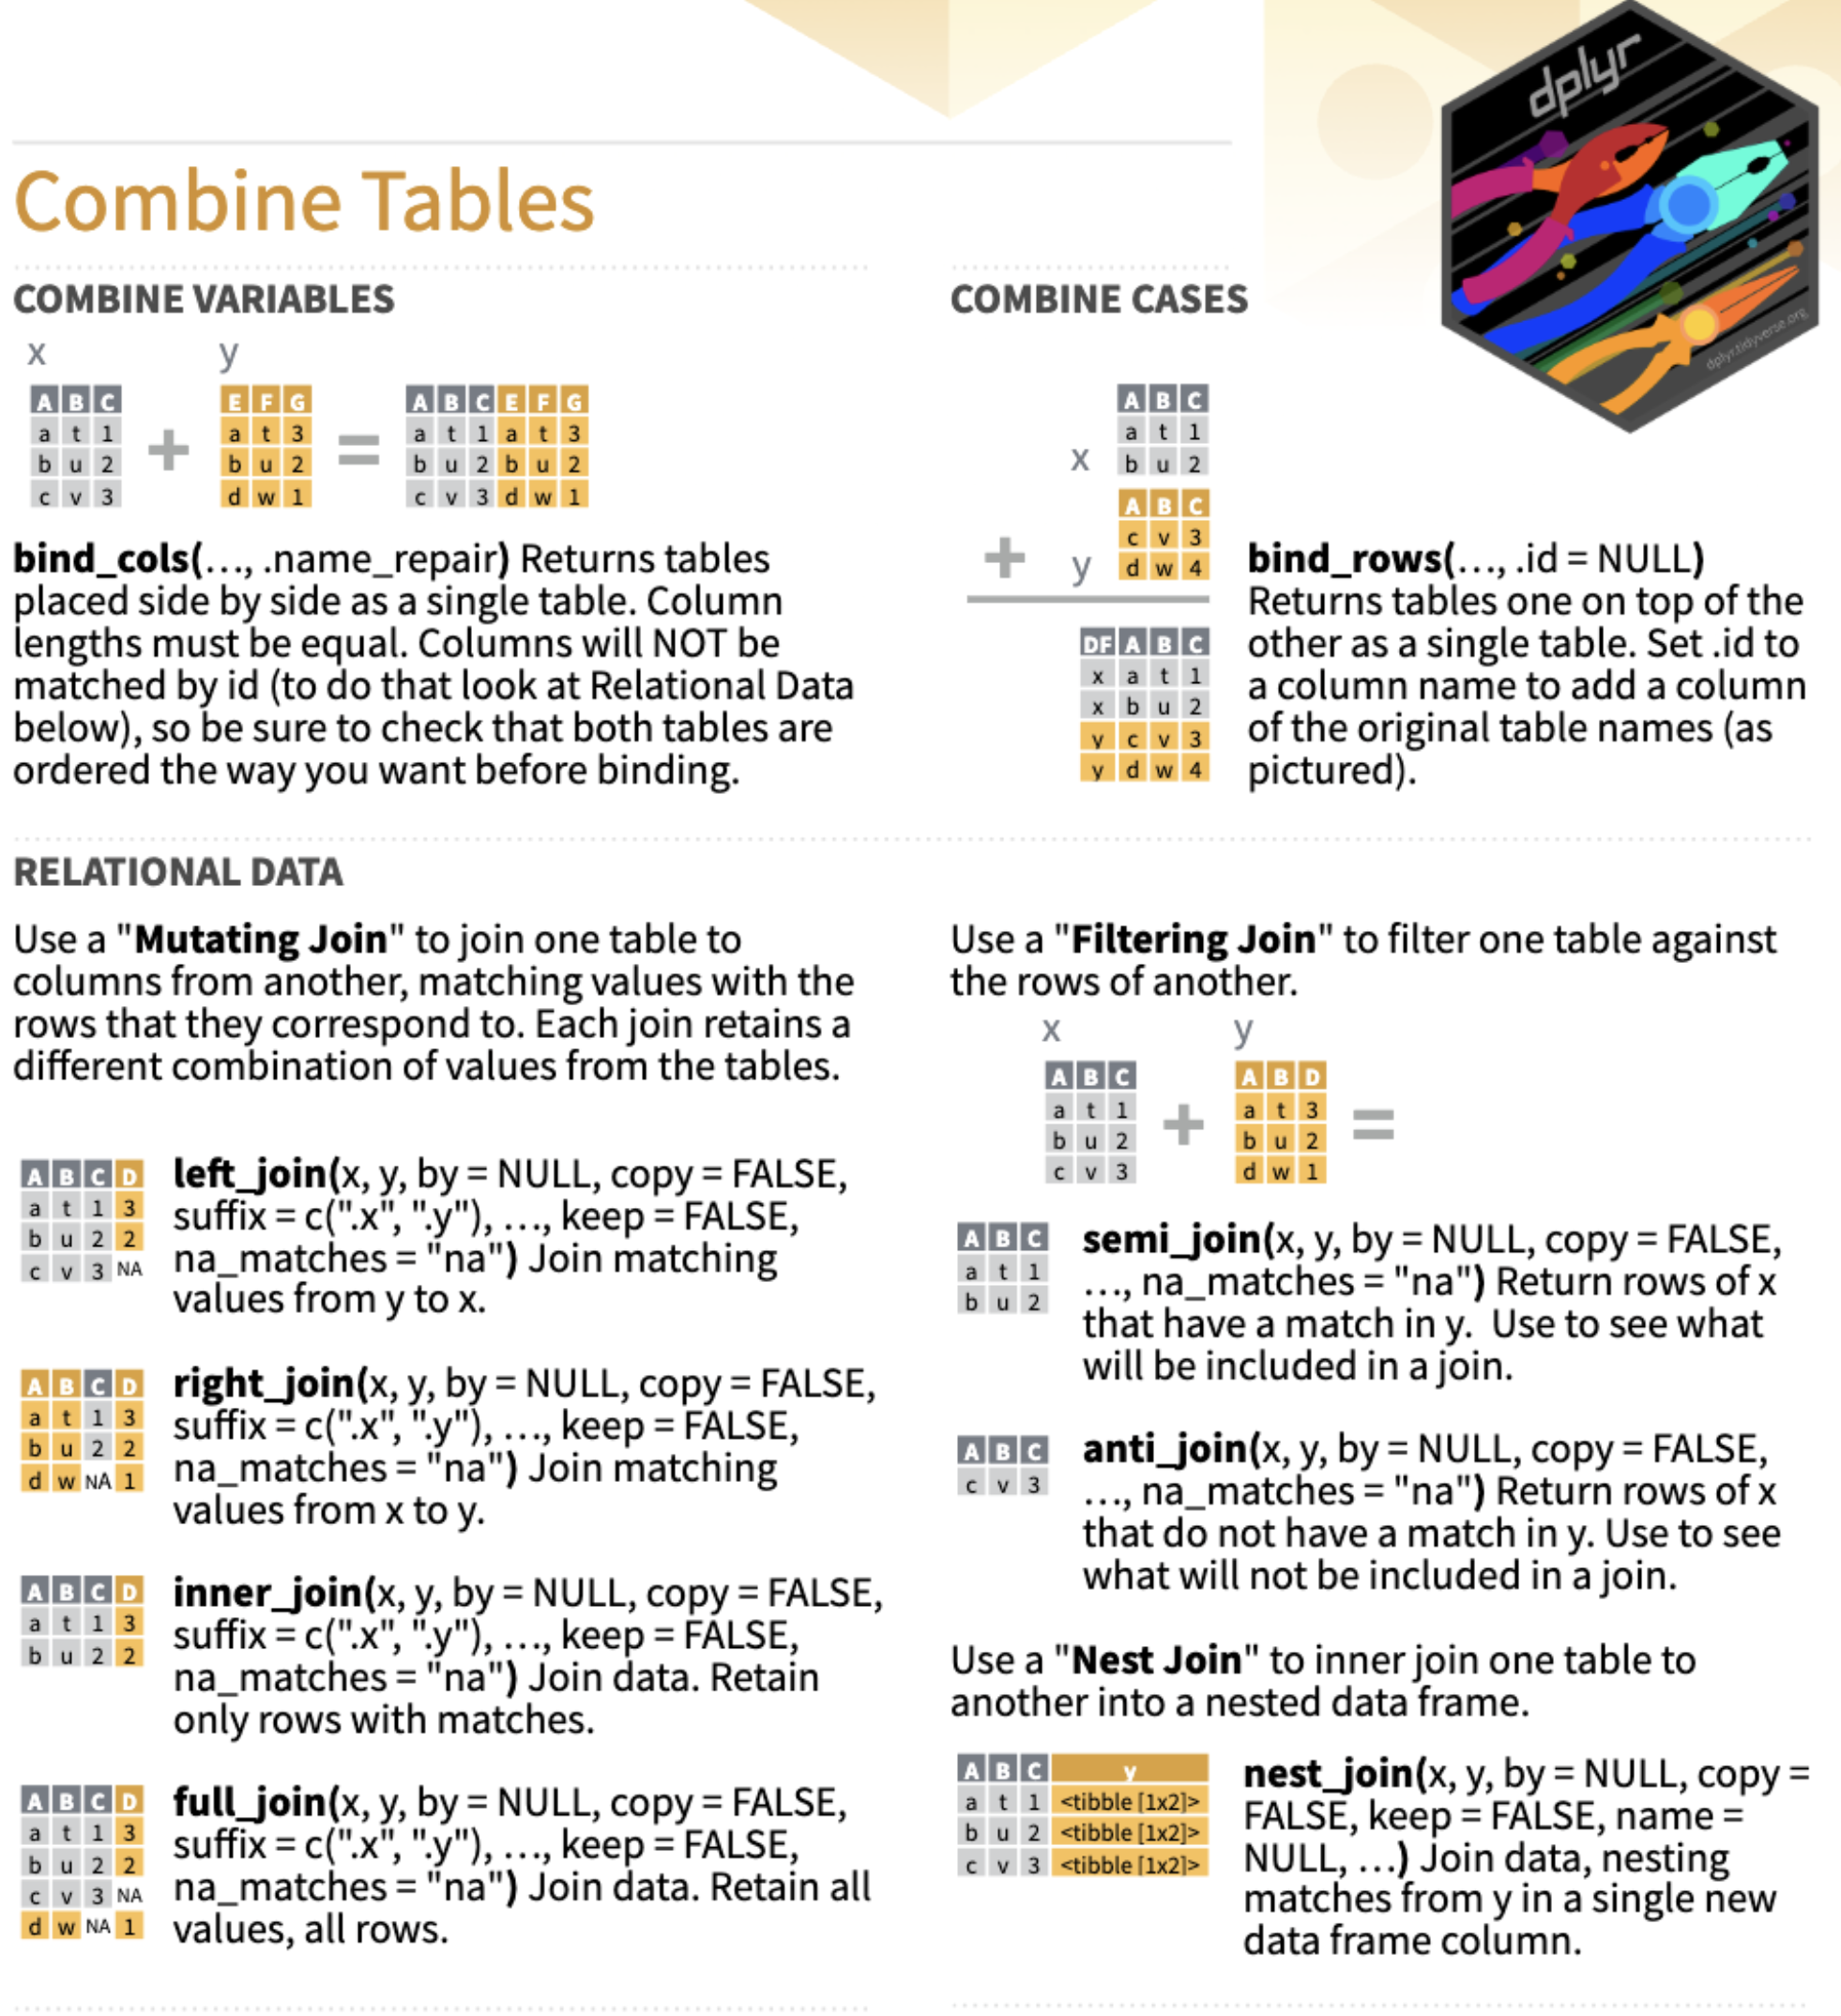 dplyr
dplyr.tidyverse.org
Combine Tables
COMBINE VARIABLES
x y
A B C E F G A B C E F G
a t 1 a t 3 a t 1 a t 3
b u 2 + b u 2 = b u 2 b u 2
c v 3 d w 1 c v 3 d w 1
bind_cols(…, .name_repair) Returns tables
placed side by side as a single table. Column
lengths must be equal. Columns will NOT be
matched by id (to do that look at Relational Data
below), so be sure to check that both tables are
ordered the way you want before binding.
COMBINE CASES
A B C
a t 1
x b u 2
A B C
c v 3
+ y d w 4
DF A B C
x a t 1
x b u 2
y c v 3
y d w 4
bind_rows(…, .id = NULL)
Returns tables one on top of the
other as a single table. Set .id to
a column name to add a column
of the original table names (as
pictured).
RELATIONAL DATA
Use a "Mutating Join" to join one table to
columns from another, matching values with the
rows that they correspond to. Each join retains a
different combination of values from the tables.
A B C D
a t 1 3
b u 2 2
c v 3 NA
left_join(x, y, by = NULL, copy = FALSE,
suffix = c(".x", ".y"), …, keep = FALSE,
na_matches = "na") Join matching
values from y to x.
A B C D
a t 1 3
b u 2 2
d w NA 1
right_join(x, y, by = NULL, copy = FALSE,
suffix = c(".x", ".y"), …, keep = FALSE,
na_matches = "na") Join matching
values from x to y.
A B C D
a t 1 3
b u 2 2
inner_join(x, y, by = NULL, copy = FALSE,
suffix = c(".x", ".y"), …, keep = FALSE,
na_matches = "na") Join data. Retain
only rows with matches.
A B C D
a t 1 3
b u 2 2
c v 3 NA
d w NA 1
full_join(x, y, by = NULL, copy = FALSE,
suffix = c(".x", ".y"), …, keep = FALSE,
na_matches = "na") Join data. Retain all
values, all rows.
Use a "Filtering Join" to filter one table against
the rows of another.
x y
A B C A B D
a t 1 a t 3
b u 2 + b u 2 =
c v 3 d w 1
A B C
a t 1
b u 2
semi_join(x, y, by = NULL, copy = FALSE,
…, na_matches = "na") Return rows of x
that have a match in y. Use to see what
will be included in a join.
A B C
c v 3
anti_join(x, y, by = NULL, copy = FALSE,
…, na_matches = "na") Return rows of x
that do not have a match in y. Use to see
what will not be included in a join.
Use a "Nest Join" to inner join one table to
another into a nested data frame.
A B C y
a t 1 <tibble [1x2]>
b u 2 <tibble [1x2]>
c v 3 <tibble [1x2]>
nest_join(x, y, by = NULL, copy =
FALSE, keep = FALSE, name =
NULL, …) Join data, nesting
matches from y in a single new
data frame column.